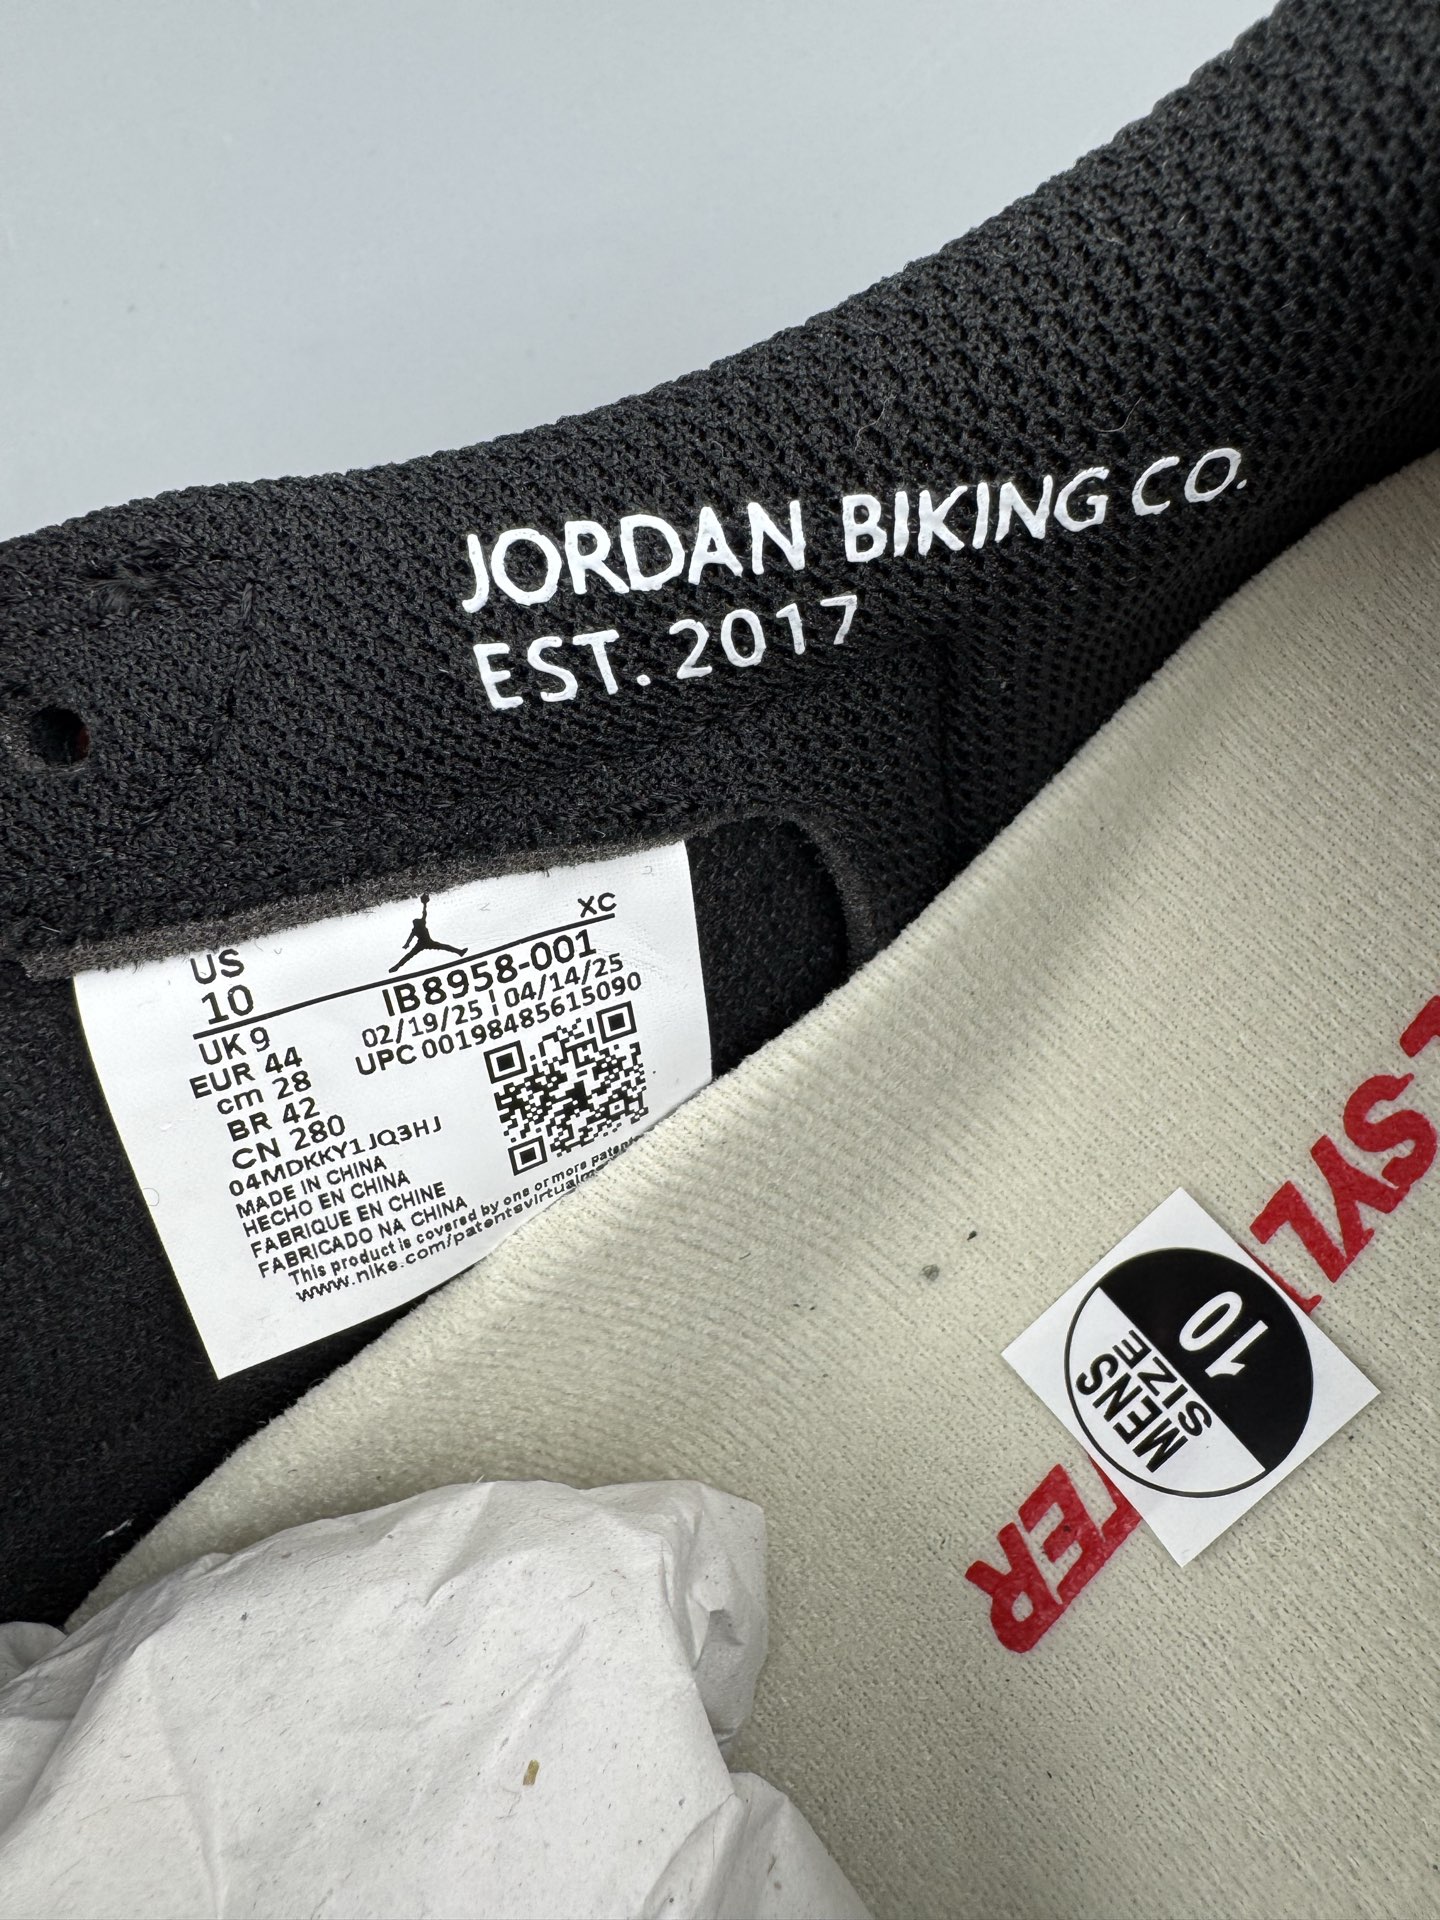 JORDAN BIKING CO.
EST. 2017
XC
US
10
IB8958-001
02/19/25 | 04/14/25
UPC 00198485615090
UK 9
EUR 44
cm 28
BR 42
CN 280
04MDKKY1JQ3HJ
MADE IN CHINA
HECHO EN CHINA
FABRIQUE EN CHINE
FABRICADO NA CHINA
This product is covered by one or more
www.nike.com/patents
10
MENS
SIZE